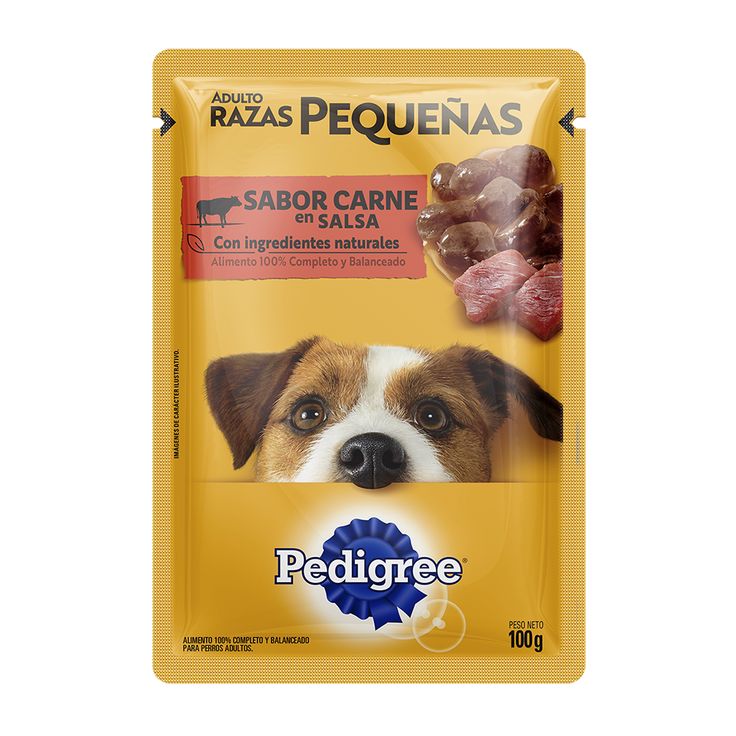 ADULTO
RAZAS PEQUEÑAS
SABOR CARNE
en SALSA
Con ingredientes naturales
Alimento 100% Completo y Balanceado
IMÁGENES DE CARÁCTER ILUSTRATIVO.
Pedigree®
PESO NETO
100g
ALIMENTO 100% COMPLETO Y BALANCEADO
PARA PERROS ADULTOS.